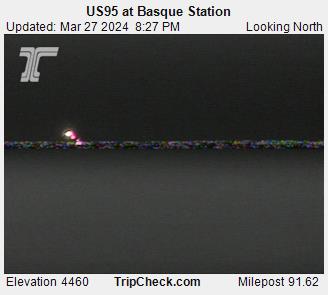 US95 at Basque Station
Updated: Mar 27 2024 8:27 PM Looking North
Elevation 4460 TripCheck.com Milepost 91.62